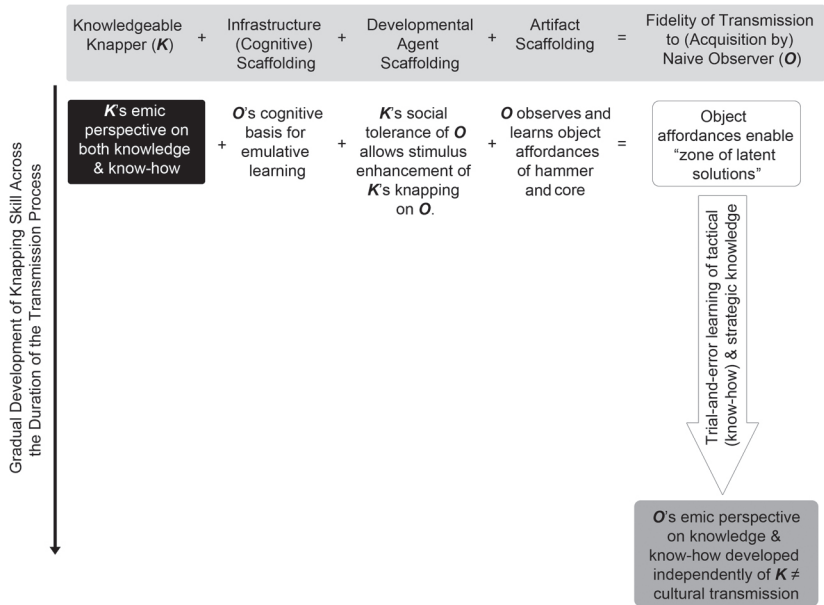 Knowledgeable
Knapper (K)
+
Infrastructure
(Cognitive)
Scaffolding
+
Developmental
Agent
Scaffolding
+
Artifact
Scaffolding
=
Fidelity of Transmission
to (Acquisition by)
Naive Observer (O)
K's emic
perspective on
both knowledge
& know-how
+
O's cognitive
basis for
emulative
learning
+
K's social
tolerance of O
allows stimulus
enhancement of
K's knapping
on O.
+
O observes and
learns object
affordances
of hammer
and core
=
Object
affordances enable
“zone of latent
solutions”
Gradual Development of Knapping Skill Across
the Duration of the Transmission Process
Trial-and-error learning of tactical
(know-how) & strategic knowledge
O's emic perspective
on knowledge &
know-how developed
independently of K ≠
cultural transmission